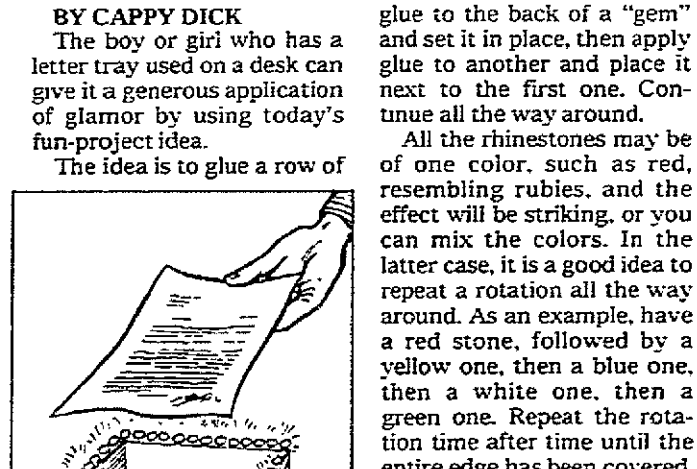 BY CAPPY DICK
The boy or girl who has a
letter tray used on a desk can
give it a generous application
of glamor by using today's
fun-project idea.
The idea is to glue a row of
glue to the back of a "gem"
and set it in place, then apply
glue to another and place it
next to the first one. Con-
tinue all the way around.
All the rhinestones may be
of one color, such as red,
resembling rubies, and the
effect will be striking, or you
can mix the colors. In the
latter case, it is a good idea to
repeat a rotation all the way
around. As an example, have
a red stone, followed by a
yellow one, then a blue one,
then a white one, then a
green one. Repeat the rota-
tion time after time until the
entire edge has been covered.